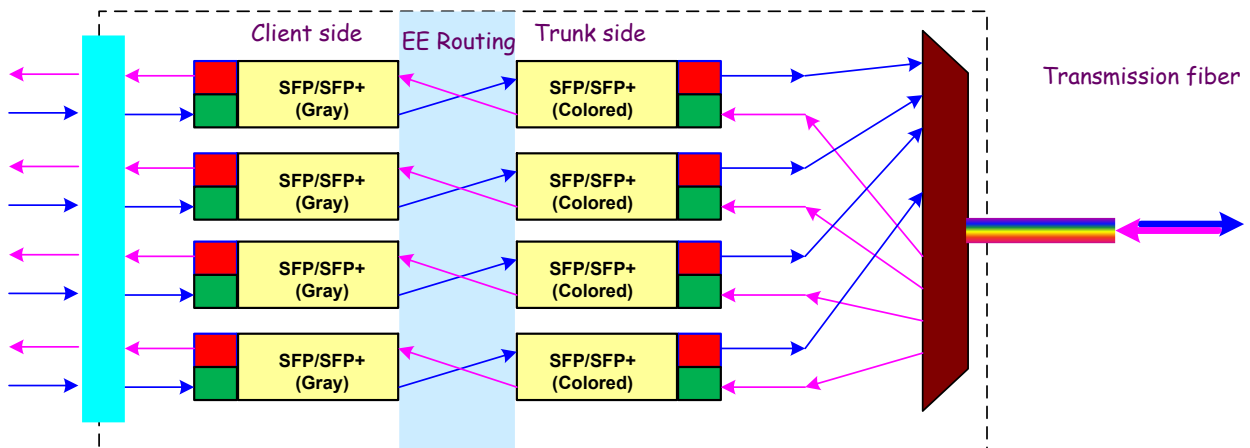 Client side
EE Routing
Trunk side
Transmission fiber
SFP/SFP+
(Gray)
SFP/SFP+
(Colored)
SFP/SFP+
(Gray)
SFP/SFP+
(Colored)
SFP/SFP+
(Gray)
SFP/SFP+
(Colored)
SFP/SFP+
(Gray)
SFP/SFP+
(Colored)